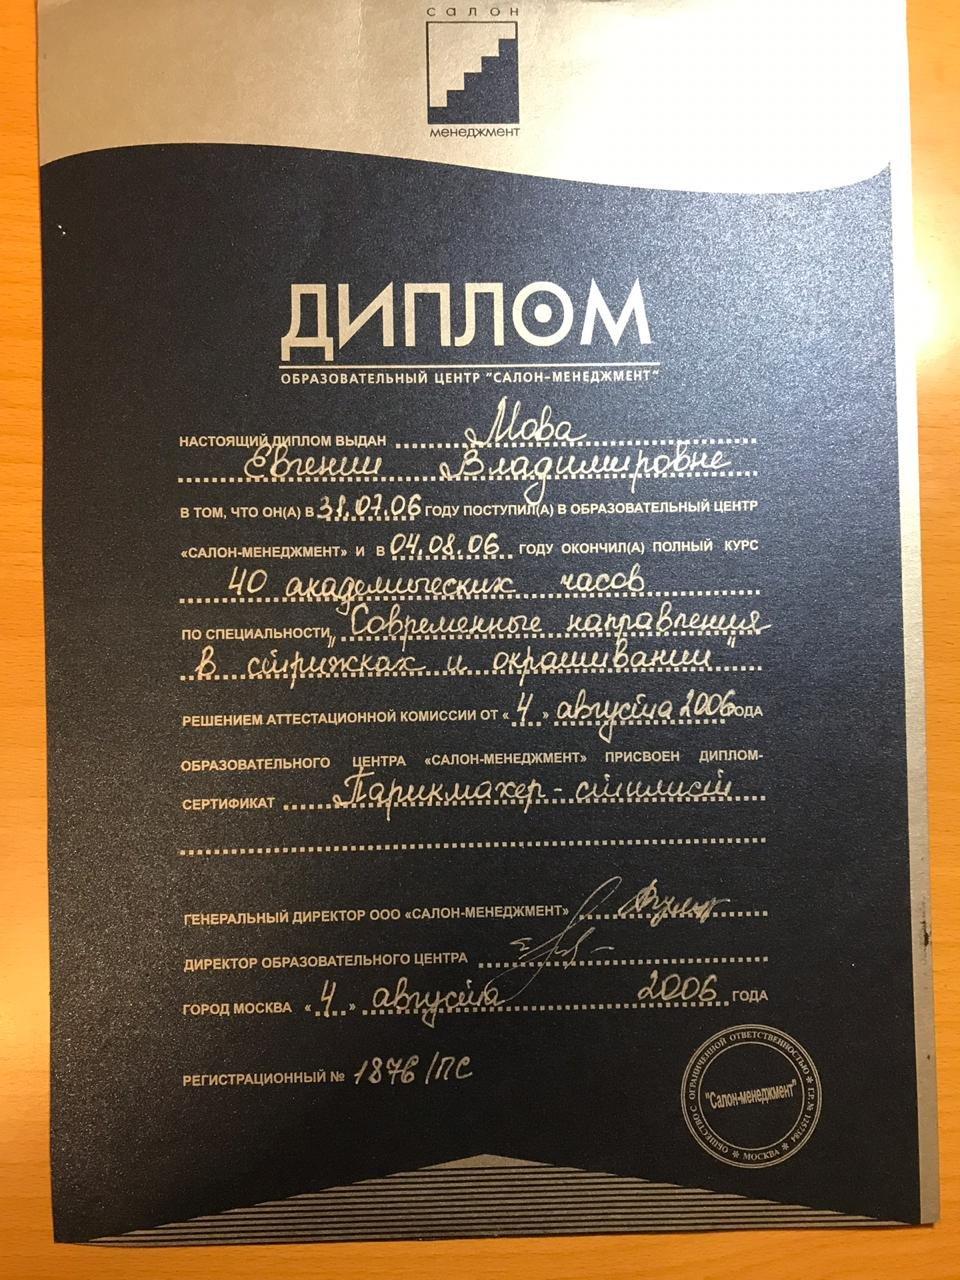 салон
менеджмент
ДИПЛОМ
ОБРАЗОВАТЕЛЬНЫЙ ЦЕНТР "САЛОН-МЕНЕДЖМЕНТ"
НАСТОЯЩИЙ ДИПЛОМ ВЫДАН Мова
Евгении Владимировне
В ТОМ, ЧТО ОН(А) В 31.07.06 ГОДУ ПОСТУПИЛ(А) В ОБРАЗОВАТЕЛЬНЫЙ ЦЕНТР
«САЛОН-МЕНЕДЖМЕНТ» И В 04.08.06 ГОДУ ОКОНЧИЛ(А) ПОЛНЫЙ КУРС
40 академических часов
ПО СПЕЦИАЛЬНОСТИ „Современные направления
в стрижках и окрашивании"
РЕШЕНИЕМ АТТЕСТАЦИОННОЙ КОМИССИИ ОТ «4» августа 2006 ГОДА
ОБРАЗОВАТЕЛЬНОГО ЦЕНТРА «САЛОН-МЕНЕДЖМЕНТ» ПРИСВОЕН ДИПЛОМ-
СЕРТИФИКАТ Парикмахер-стилист
ГЕНЕРАЛЬНЫЙ ДИРЕКТОР ООО «САЛОН-МЕНЕДЖМЕНТ»
ДИРЕКТОР ОБРАЗОВАТЕЛЬНОГО ЦЕНТРА
ГОРОД МОСКВА «4» августа 2006 ГОДА
РЕГИСТРАЦИОННЫЙ № 1876/ПС
ОБЩЕСТВО С ОГРАНИЧЕННОЙ ОТВЕТСТВЕННОСТЬЮ
"Салон-менеджмент"
МОСКВА